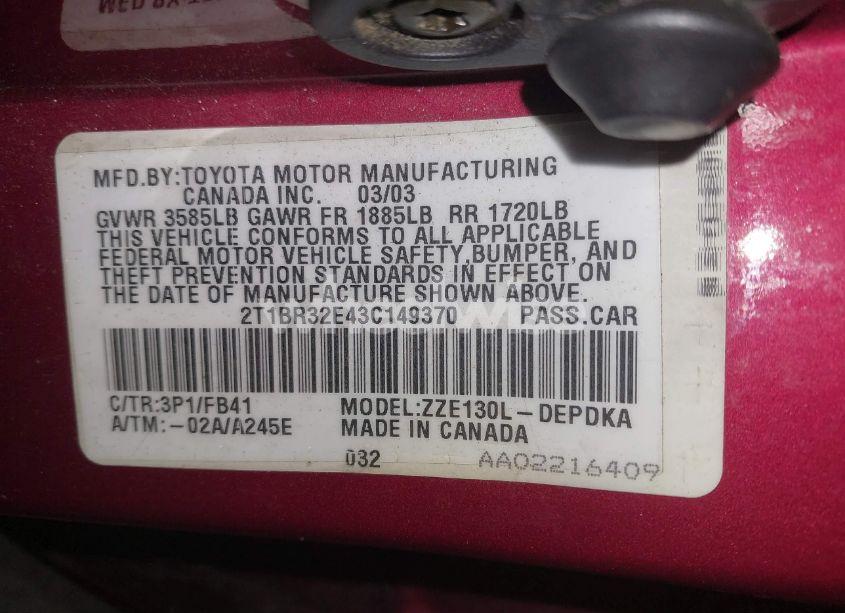 MFD.BY:TOYOTA MOTOR MANUFACTURING
CANADA INC. 03/03
GVWR 3585LB GAWR FR 1885LB RR 1720LB
THIS VEHICLE CONFORMS TO ALL APPLICABLE
FEDERAL MOTOR VEHICLE SAFETY,BUMPER, AND
THEFT PREVENTION STANDARDS IN EFFECT ON
THE DATE OF MANUFACTURE SHOWN ABOVE.
2T1BR32E43C149370 PASS.CAR
C/TR:3P1/FB41 MODEL:ZZE130L-DEPDKA
A/TM:-02A/A245E MADE IN CANADA
032 AA02216409